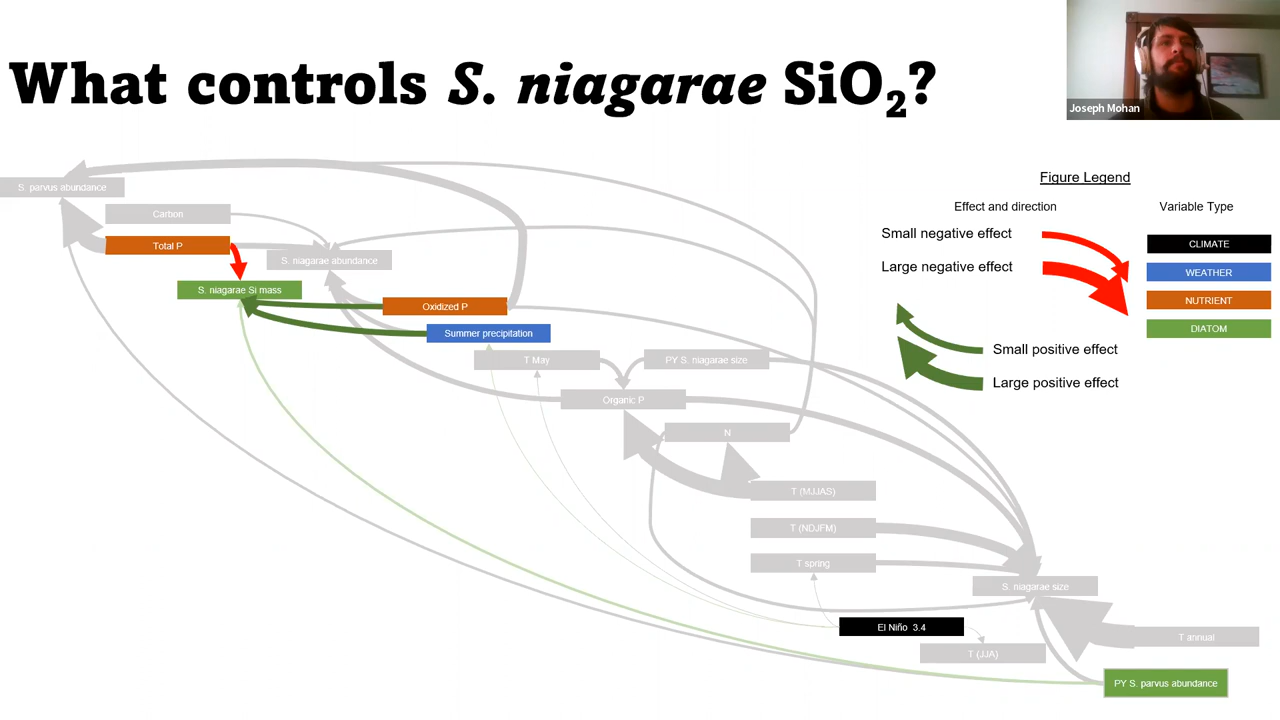 What controls S. niagarae SiO₂?
Joseph Mohan
Figure Legend
Effect and direction
Variable Type
Small negative effect
Large negative effect
Small positive effect
Large positive effect
CLIMATE
WEATHER
NUTRIENT
DIATOM
S. parvus abundance
Carbon
Total P
S. niagarae abundance
S. niagarae Si mass
Oxidized P
Summer precipitation
T May
PY S. niagarae size
Organic P
N
T (MJJAS)
T (NDJFM)
T spring
S. niagarae size
El Niño 3.4
T (JJA)
T annual
PY S. parvus abundance